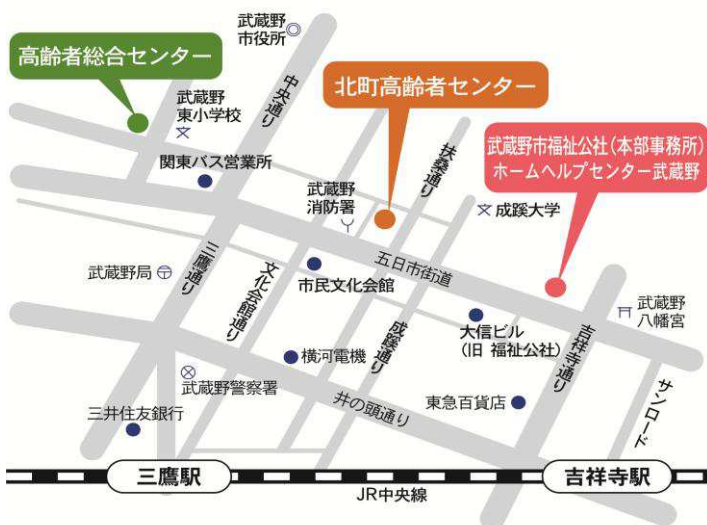 武蔵野
市役所
高齢者総合センター
中央通り
北町高齢者センター
武蔵野
東小学校
扶桑通り
武蔵野市福祉公社(本部事務所)
ホームヘルプセンター武蔵野
関東バス営業所
武蔵野
消防署
成蹊大学
三鷹通り
五日市街道
武蔵野局
文化会館通り
市民文化会館
武蔵野
八幡宮
大信ビル
(旧 福祉公社)
成蹊通り
吉祥寺通り
横河電機
武蔵野警察署
井の頭通り
東急百貨店
サンロード
三井住友銀行
三鷹駅
吉祥寺駅
JR中央線